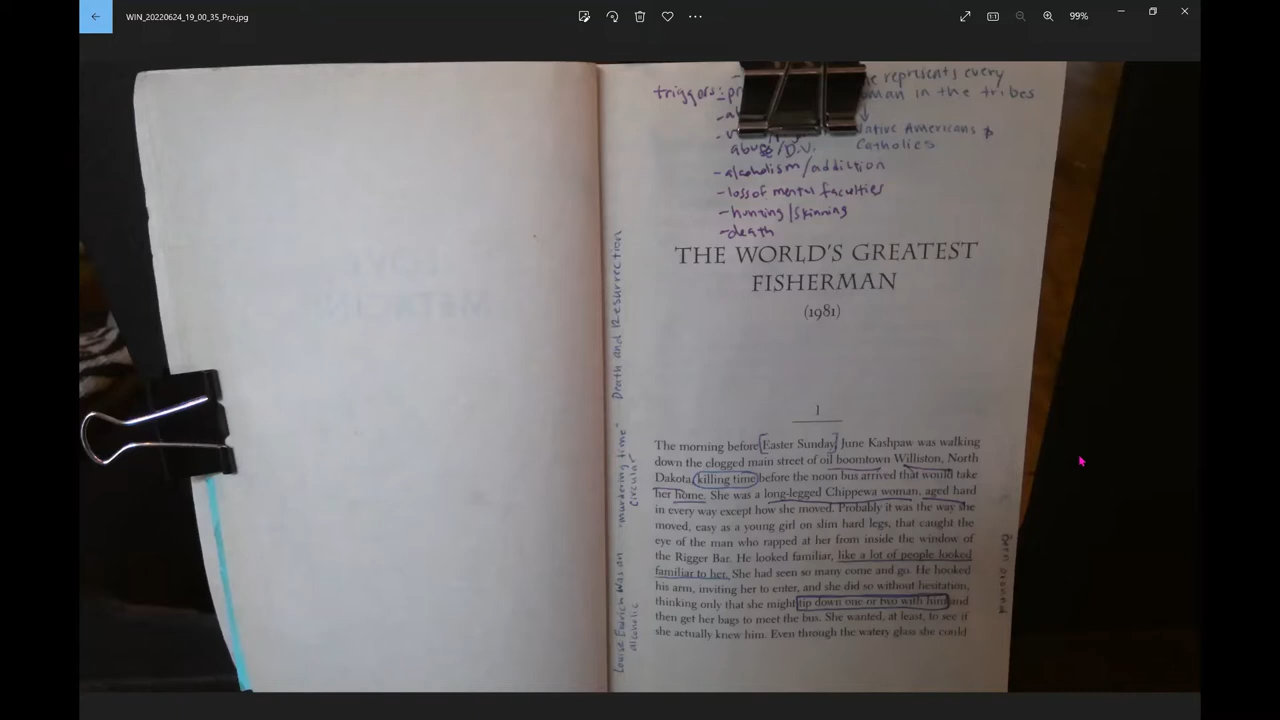 WIN_20220624_19_00_35_Pro.jpg
99%
triggers:
represents every
in the tribes
Native Americans &
Catholics
abuse/D.V.
- alcoholism/addiction
- loss of mental faculties
- hunting/skinning
- death
THE WORLD'S GREATEST
FISHERMAN
(1981)
1
The morning before [Easter Sunday] June Kashpaw was walking
down the clogged main street of oil boomtown Williston, North
Dakota, killing time before the noon bus arrived that would take
her home. She was a long-legged Chippewa woman, aged hard
in every way except how she moved. Probably it was the way she
moved, easy as a young girl on slim hard legs, that caught the
eye of the man who rapped at her from inside the window of
the Rigger Bar. He looked familiar, like a lot of people looked
familiar to her. She had seen so many come and go. He hooked
his arm, inviting her to enter, and she did so without hesitation,
thinking only that she might tip down one or two with him and
then get her bags to meet the bus. She wanted, at least, to see if
she actually knew him. Even through the watery glass she could
Death and Resurrection
"murdering time"
circular
Louise Erdrich was an
alcoholic
Been around